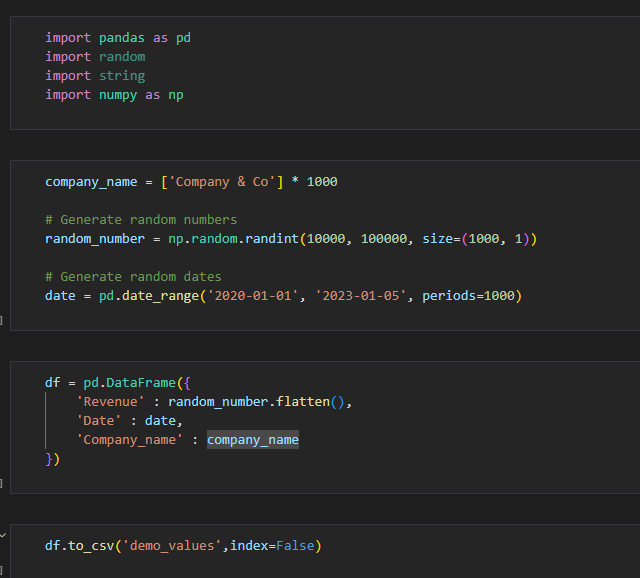 import pandas as pd
import random
import string
import numpy as np
company_name = ['Company & Co'] * 1000
# Generate random numbers
random_number = np.random.randint(10000, 100000, size=(1000, 1))
# Generate random dates
date = pd.date_range('2020-01-01', '2023-01-05', periods=1000)
]
df = pd.DataFrame({
'Revenue' : random_number.flatten(),
'Date' : date,
'Company_name' : company_name
})
]
df.to_csv('demo_values',index=False)
]